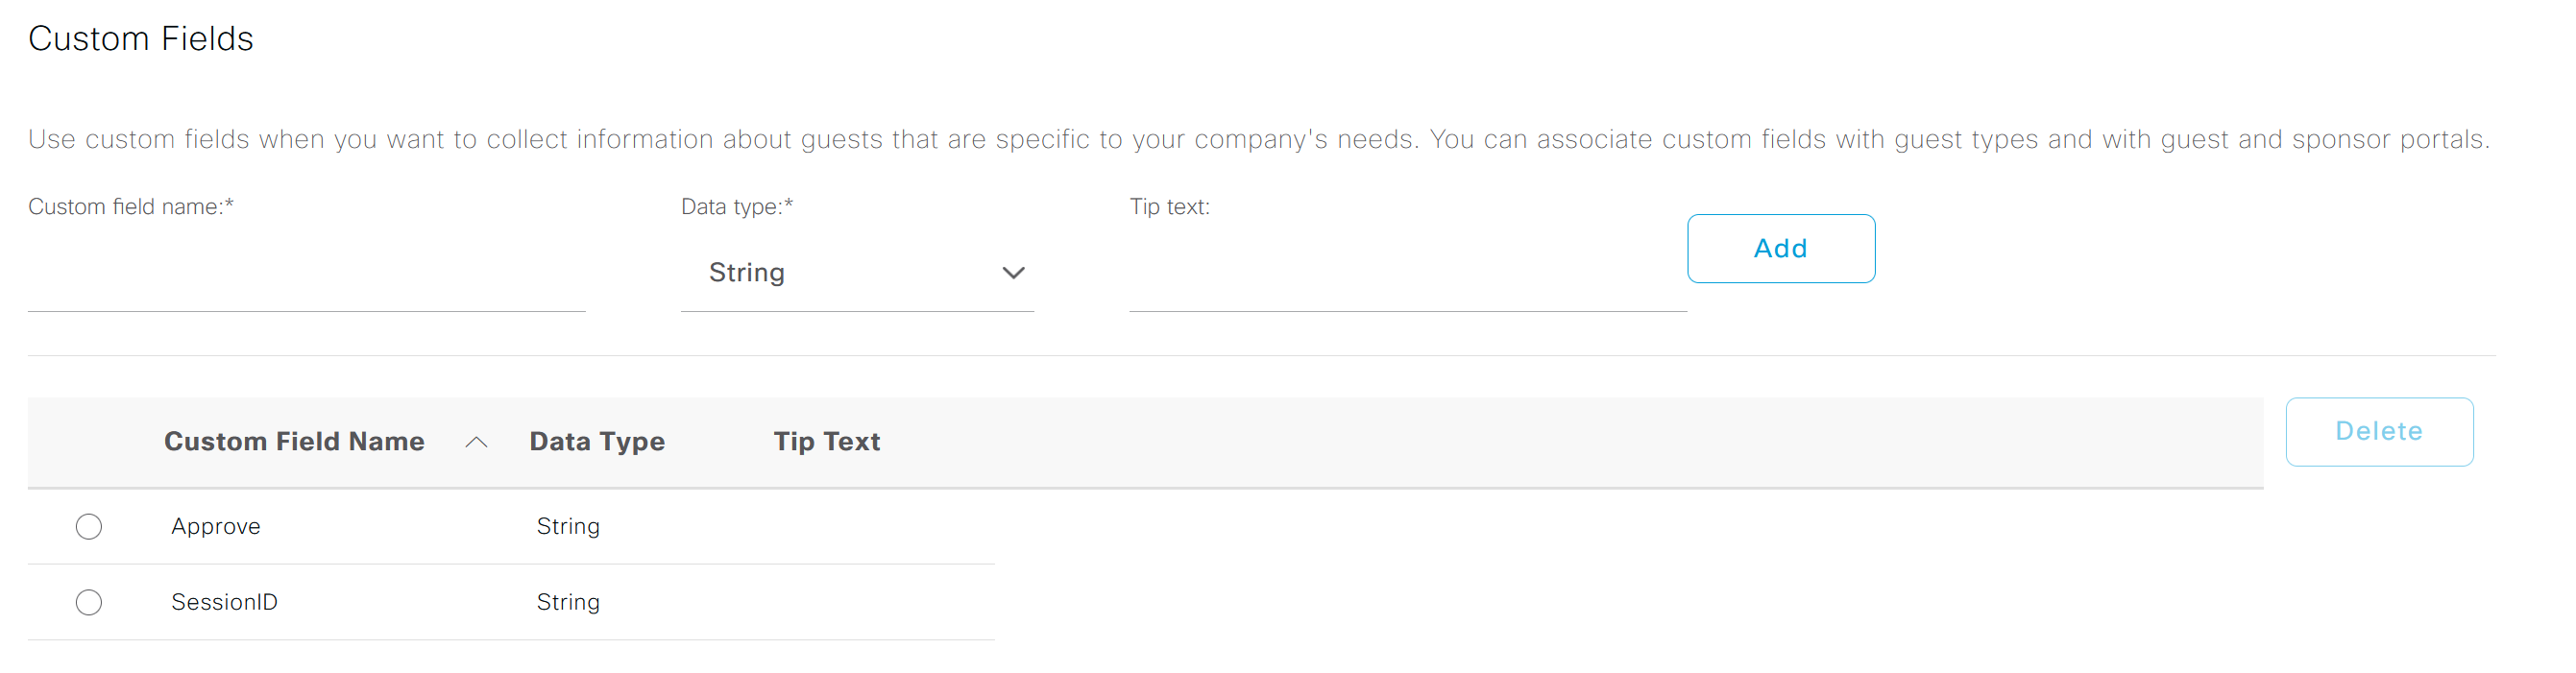 Custom Fields
Use custom fields when you want to collect information about guests that are specific to your company's needs. You can associate custom fields with guest types and with guest and sponsor portals.
Custom field name:* Data type:* Tip text:
String
Add
Custom Field Name Data Type Tip Text
Delete
Approve String
SessionID String